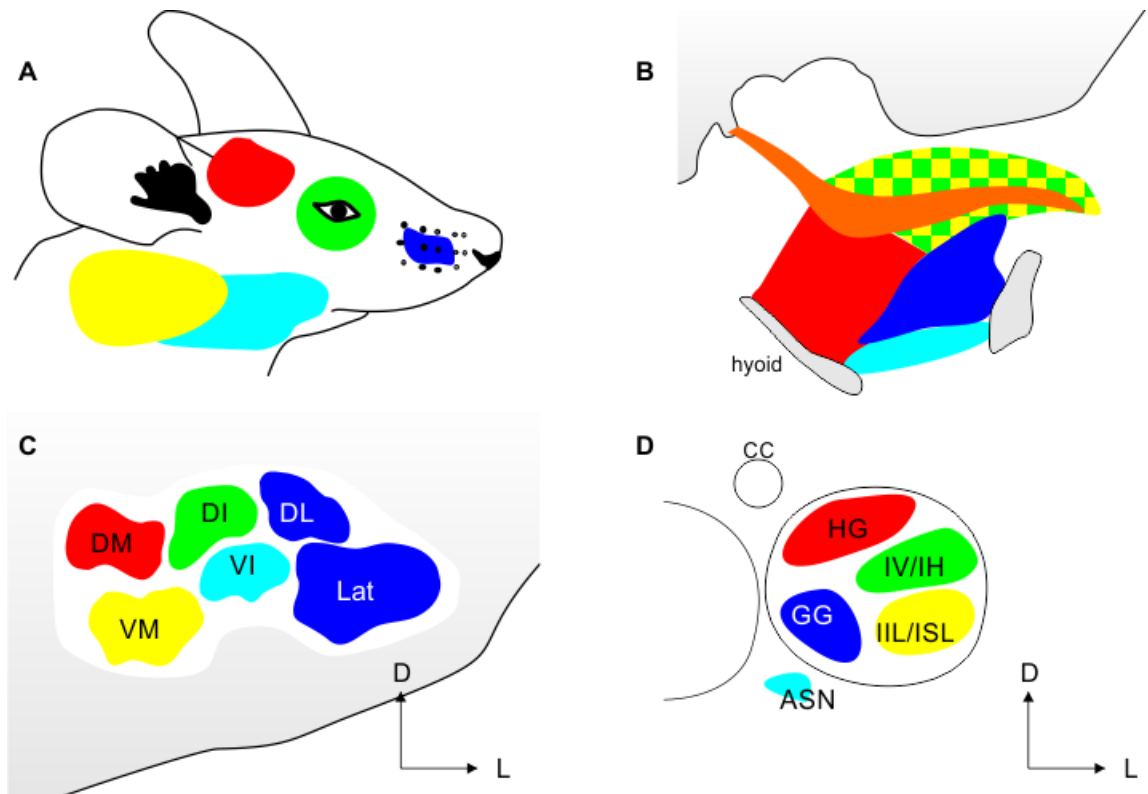 A
B
hyoid
C
DM
DI
DL
VI
Lat
VM
D
L
D
CC
HG
IV/IH
GG
IIL/ISL
ASN
D
L